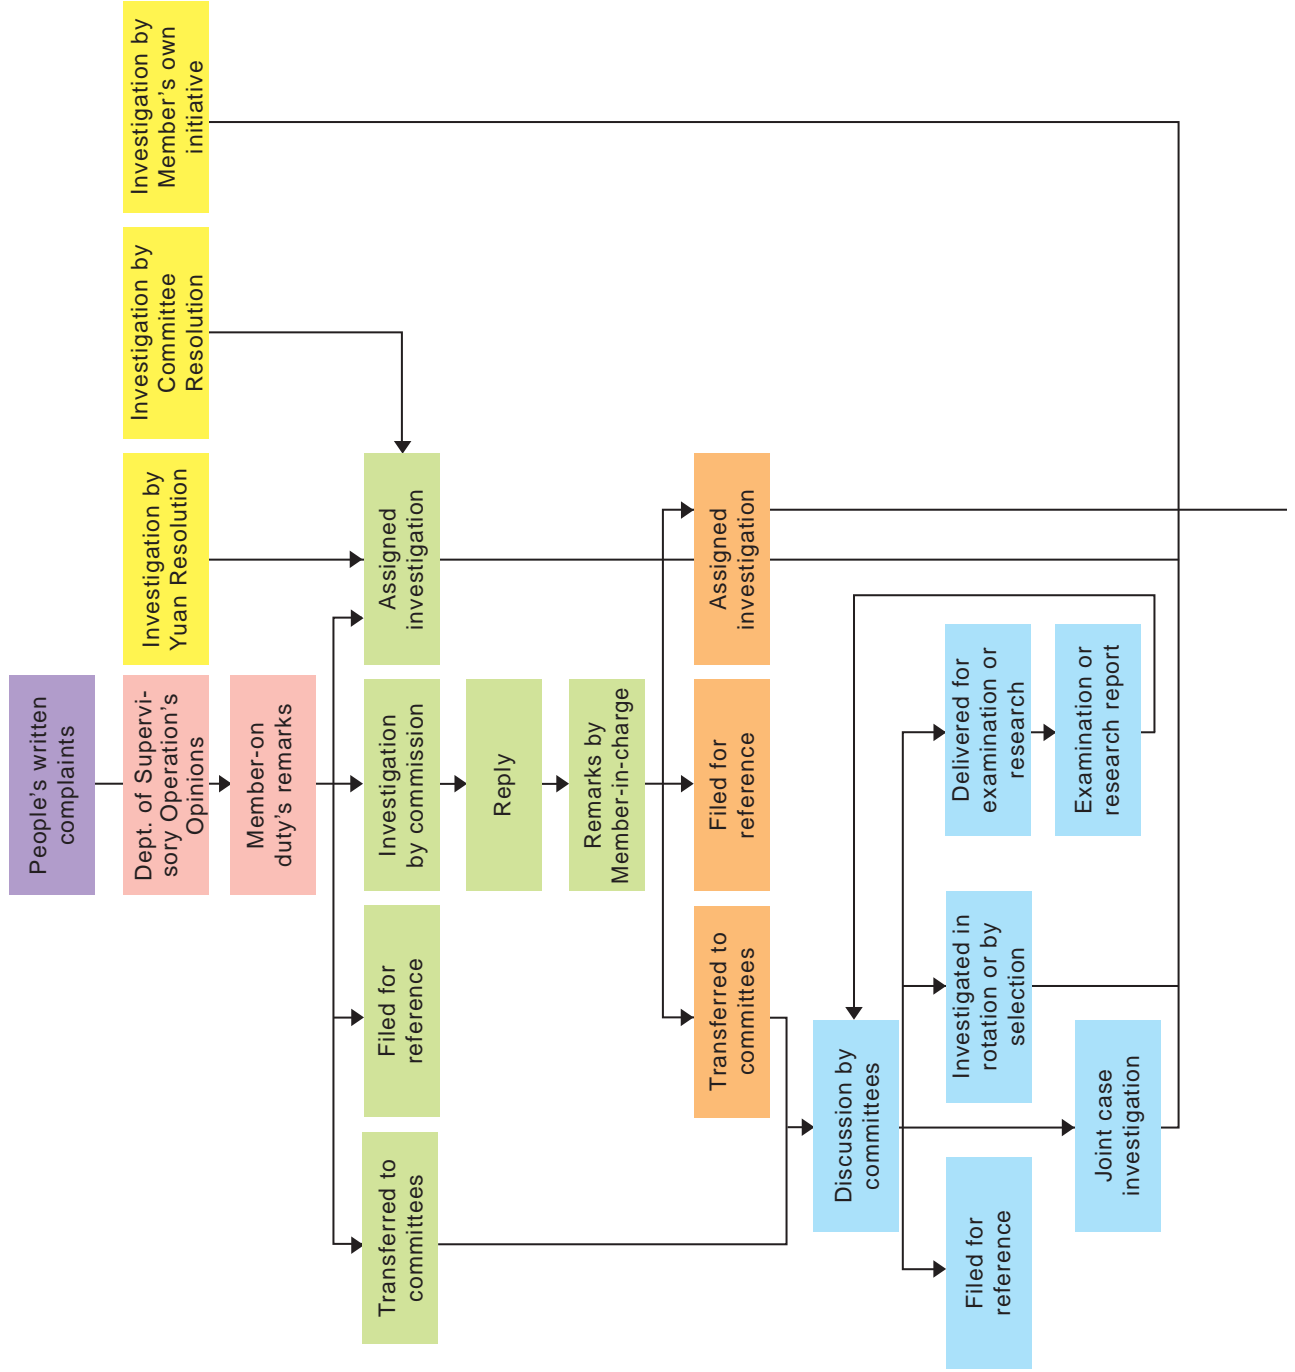 People's written
complaints
Dept. of Supervi-
sory Operation's
Opinions
Investigation by
Yuan Resolution
Investigation by
Committee
Resolution
Investigation by
Member's own
initiative
Member-on
duty's remarks
Transferred to
committees
Filed for
reference
Investigation
by commission
Assigned
investigation
Reply
Remarks by
Member-in-charge
Transferred to
committees
Filed for
reference
Assigned
investigation
Discussion by
committees
Filed for
reference
Investigated in
rotation or by
selection
Delivered for
examination or
research
Joint case
investigation
Examination or
research report